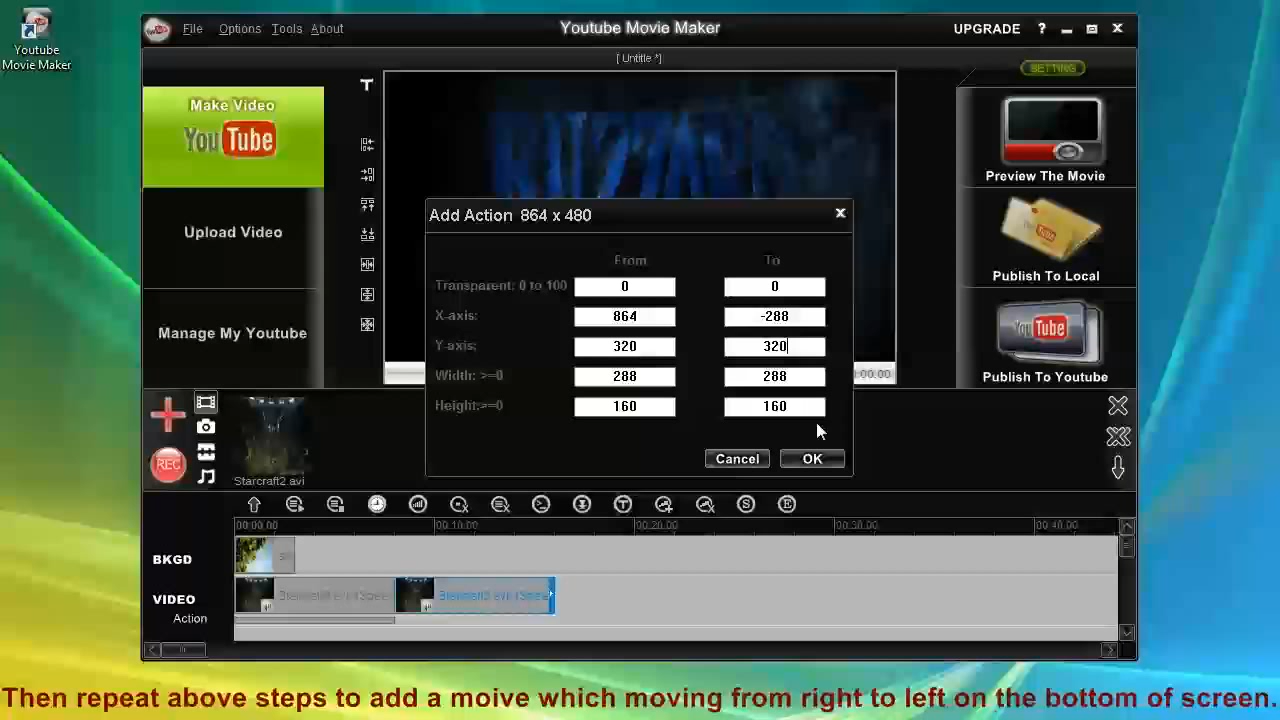 Youtube
Movie Maker
File Options Tools About
Youtube Movie Maker
UPGRADE ?
[ Untitle *]
SETTING
Make Video
YouTube
Upload Video
Manage My Youtube
Preview The Movie
YouTube
Publish To Local
YouTube
Publish To Youtube
Add Action 864 x 480
From To
Transparent: 0 to 100 0 0
X-axis: 864 -288
Y-axis: 320 320
Width: >=0 288 288
Height:>=0 160 160
Cancel OK
:00.00
REC
Starcraft2.avi
00:00.00 00:10.00 00:20.00 00:30.00 00:40.00
BKGD
VIDEO
Action
Then repeat above steps to add a moive which moving from right to left on the bottom of screen.